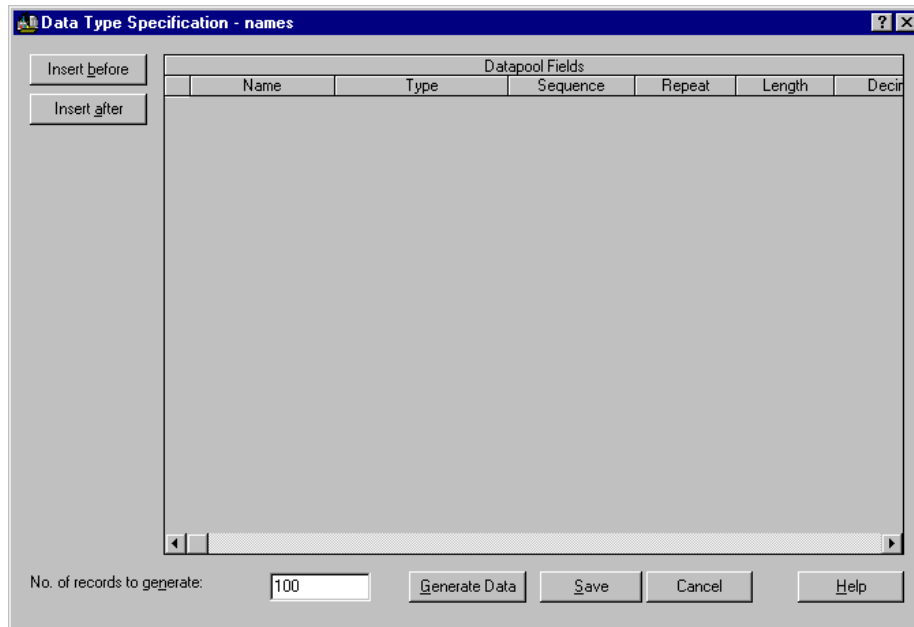 Data Type Specification - names
Insert before
Insert after
Datapool Fields
Name Type Sequence Repeat Length Decim
No. of records to generate: 100 Generate Data Save Cancel Help